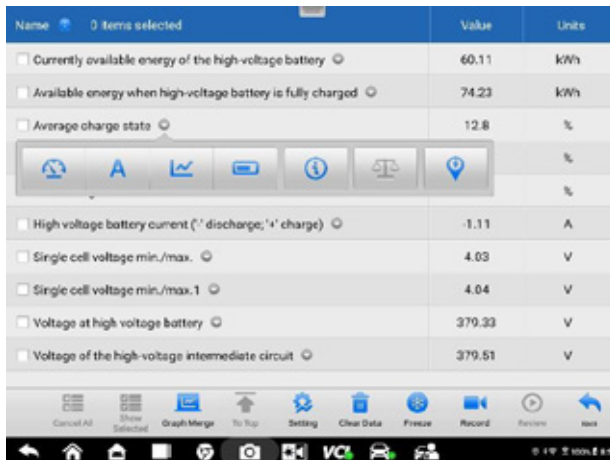 Name 0 items selected Value Units
Currently available energy of the high-voltage battery 60.11 kWh
Available energy when high-voltage battery is fully charged 74.23 kWh
Average charge state 12.8 %
A %
%
High voltage battery current ('-' discharge; '+' charge) -1.11 A
Single cell voltage min./max. 4.03 V
Single cell voltage min./max.1 4.04 V
Voltage at high voltage battery 379.33 V
Voltage of the high-voltage intermediate circuit 379.51 V
Cancel All Show Selected Graph Merge To Top Setting Clear Data Freeze Record Review Back
VCI